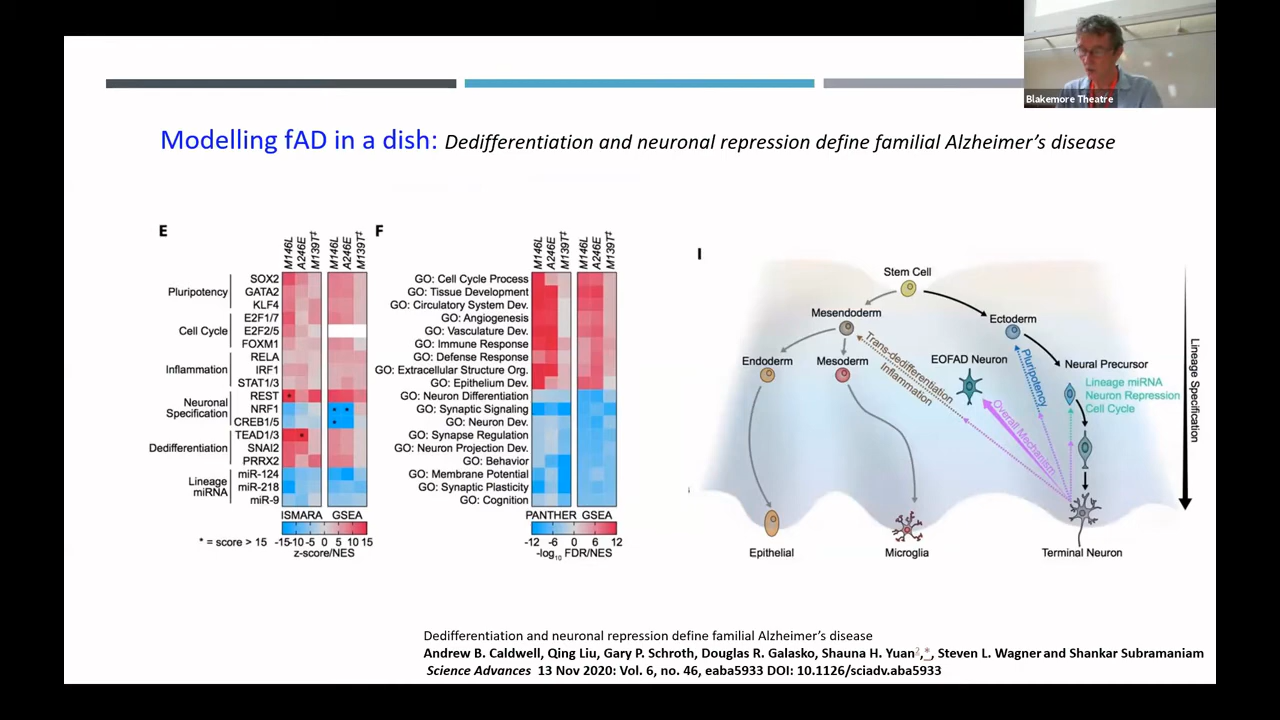 Blakemore Theatre
Modelling fAD in a dish: Dedifferentiation and neuronal repression define familial Alzheimer's disease
E
M146L A246E M139T‡ M146L A246E M139T‡
Pluripotency
SOX2
GATA2
KLF4
Cell Cycle
E2F1/7
E2F2/5
FOXM1
Inflammation
RELA
IRF1
STAT1/3
Neuronal
Specification
REST
NRF1
CREB1/5
Dedifferentiation
TEAD1/3
SNAI2
PRRX2
Lineage
miRNA
miR-124
miR-218
miR-9
ISMARA GSEA
* = score > 15
-15-10 -5 0 5 10 15
z-score/NES
F
M146L A246E M139T‡ M146L A246E M139T‡
GO: Cell Cycle Process
GO: Tissue Development
GO: Circulatory System Dev.
GO: Angiogenesis
GO: Vasculature Dev.
GO: Immune Response
GO: Defense Response
GO: Extracellular Structure Org.
GO: Epithelium Dev.
GO: Neuron Differentiation
GO: Synaptic Signaling
GO: Neuron Dev.
GO: Synapse Regulation
GO: Neuron Projection Dev.
GO: Behavior
GO: Membrane Potential
GO: Synaptic Plasticity
GO: Cognition
PANTHER GSEA
-12 -6 0 6 12
-log10 FDR/NES
I
Stem Cell
Mesendoderm
Ectoderm
Endoderm
Mesoderm
EOFAD Neuron
Neural Precursor
Trans-dedifferentiation
Inflammation
Pluripotency
Lineage miRNA
Neuron Repression
Cell Cycle
Overall Mechanism
Lineage Specification
Epithelial
Microglia
Terminal Neuron
Dedifferentiation and neuronal repression define familial Alzheimer's disease
Andrew B. Caldwell, Qing Liu, Gary P. Schroth, Douglas R. Galasko, Shauna H. Yuan2,*, Steven L. Wagner and Shankar Subramaniam
Science Advances 13 Nov 2020: Vol. 6, no. 46, eaba5933 DOI: 10.1126/sciadv.aba5933